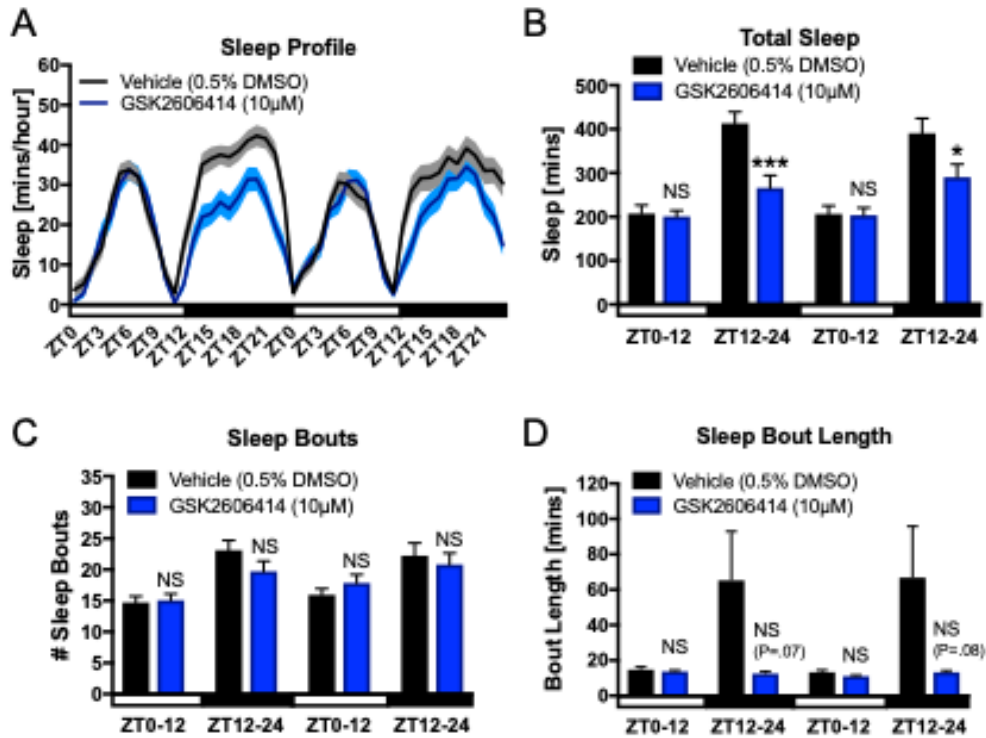 A
Sleep Profile
Vehicle (0.5% DMSO)
GSK2606414 (10µM)
Sleep [mins/hour]
60
50
40
30
20
10
0
ZT0
ZT3
ZT6
ZT9
ZT12
ZT15
ZT18
ZT21
ZT0
ZT3
ZT6
ZT9
ZT12
ZT15
ZT18
ZT21
B
Total Sleep
Vehicle (0.5% DMSO)
GSK2606414 (10µM)
Sleep [mins]
500
400
300
200
100
0
NS
***
NS
*
ZT0-12 ZT12-24 ZT0-12 ZT12-24
C
Sleep Bouts
Vehicle (0.5% DMSO)
GSK2606414 (10µM)
# Sleep Bouts
35
30
25
20
15
10
5
0
NS
NS
NS
NS
ZT0-12 ZT12-24 ZT0-12 ZT12-24
D
Sleep Bout Length
Vehicle (0.5% DMSO)
GSK2606414 (10µM)
Bout Length [mins]
120
100
80
60
40
20
0
NS
NS
(P=.07)
NS
NS
(P=.08)
ZT0-12 ZT12-24 ZT0-12 ZT12-24